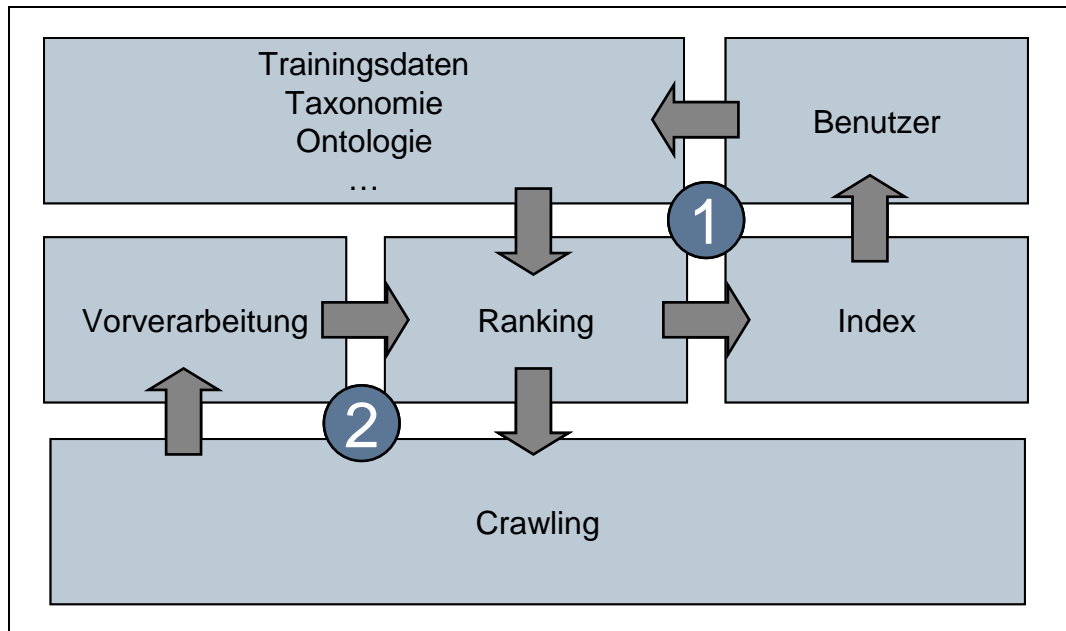 Trainingsdaten
Taxonomie
Ontologie
…
Benutzer
1
Vorverarbeitung
Ranking
Index
2
Crawling